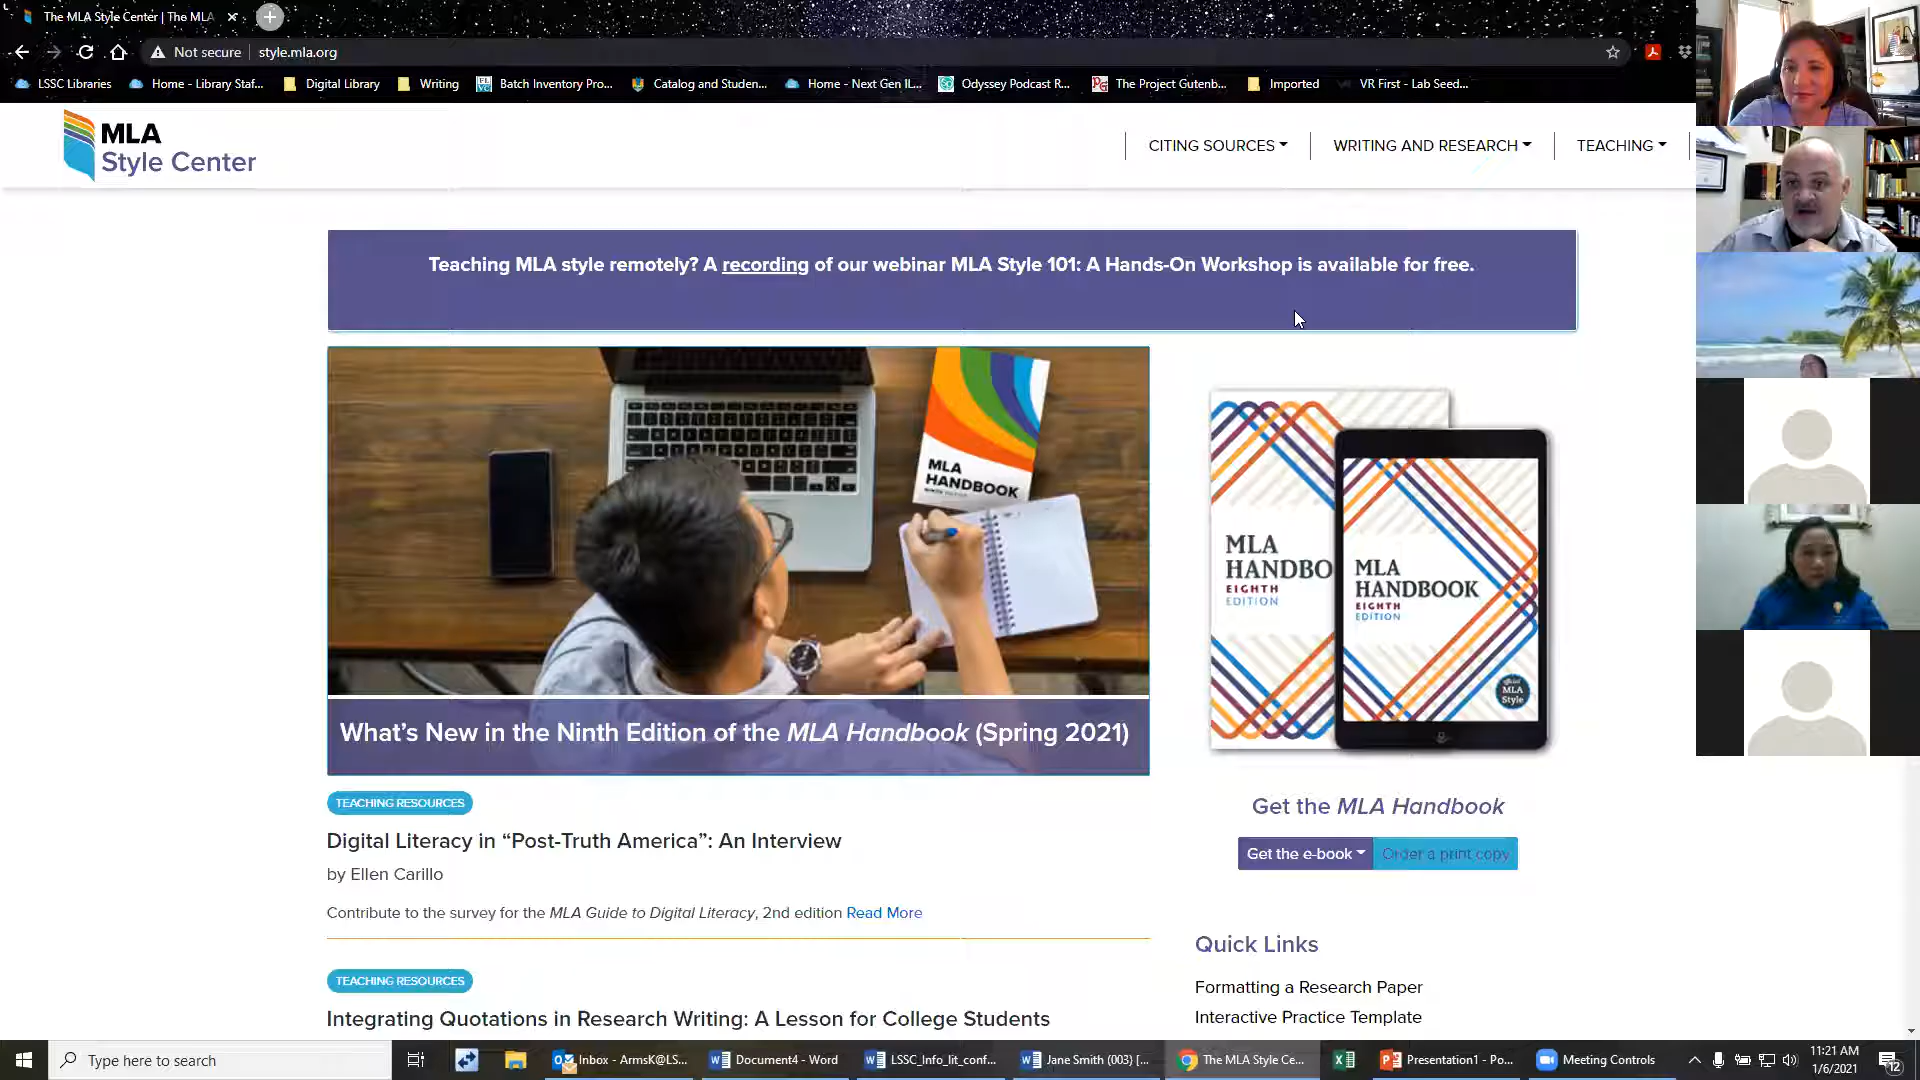 The MLA Style Center | The MLA
Not secure
style.mla.org
LSSC Libraries
Home - Library Staf...
Digital Library
Writing
Batch Inventory Pro...
Catalog and Studen...
Home - Next Gen IL...
Odyssey Podcast R...
The Project Gutenb...
Imported
VR First - Lab Seed...
MLA
Style Center
CITING SOURCES
WRITING AND RESEARCH
TEACHING
Teaching MLA style remotely? A recording of our webinar MLA Style 101: A Hands-On Workshop is available for free.
MLA
HANDBOOK
NINTH EDITION
What's New in the Ninth Edition of the MLA Handbook (Spring 2021)
MLA
HANDBO
EIGHTH
EDITION
MLA
HANDBOOK
EIGHTH
EDITION
official
MLA
Style
Get the MLA Handbook
Get the e-book
Order a print copy
TEACHING RESOURCES
Digital Literacy in “Post-Truth America”: An Interview
by Ellen Carillo
Contribute to the survey for the MLA Guide to Digital Literacy, 2nd edition Read More
TEACHING RESOURCES
Integrating Quotations in Research Writing: A Lesson for College Students
Quick Links
Formatting a Research Paper
Interactive Practice Template
Type here to search
Inbox - ArmsK@LS...
Document4 - Word
LSSC_Info_lit_conf...
Jane Smith (003) [...
The MLA Style Ce...
Presentation1 - Po...
Meeting Controls
11:21 AM
1/6/2021
12